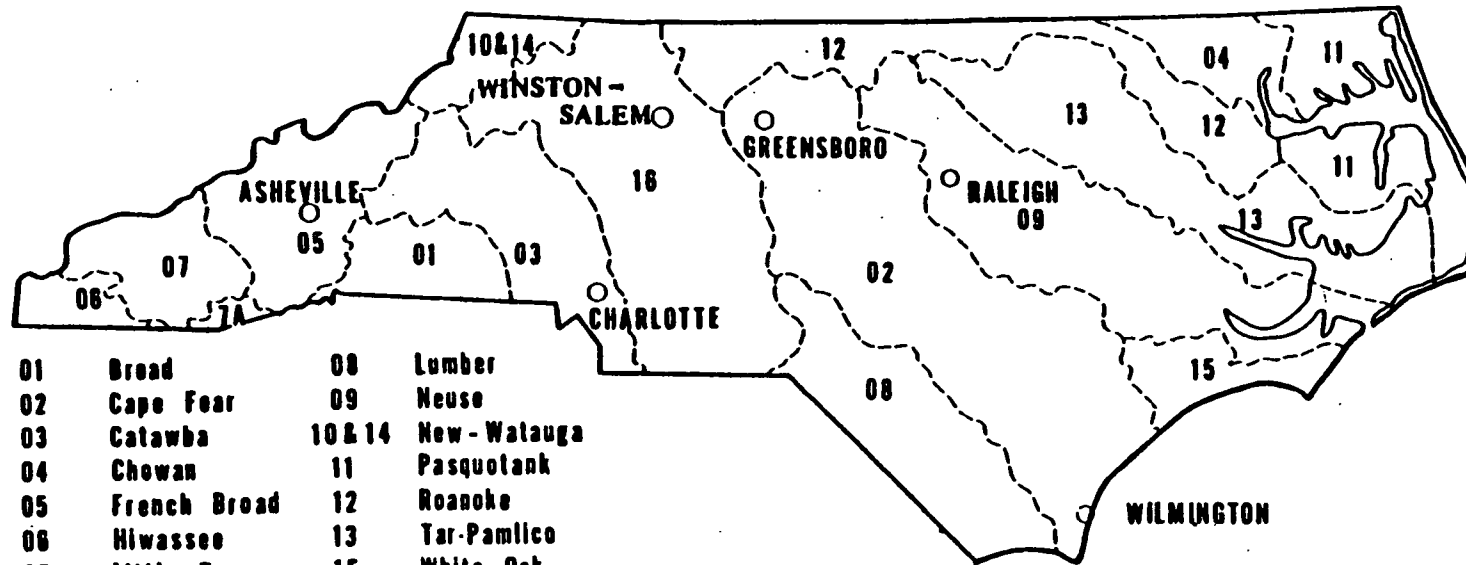 10&14
12
04
11
WINSTON-
SALEM
13
12
GREENSBORO
11
ASHEVILLE
16
RALEIGH
09
13
05
07
01
03
02
06
7A
CHARLOTTE
15
08
WILMINGTON
01 Broad 08 Lumber
02 Cape Fear 09 Neuse
03 Catawba 10&14 New-Watauga
04 Chowan 11 Pasquotank
05 French Broad 12 Roanoke
06 Hiwassee 13 Tar-Pamlico